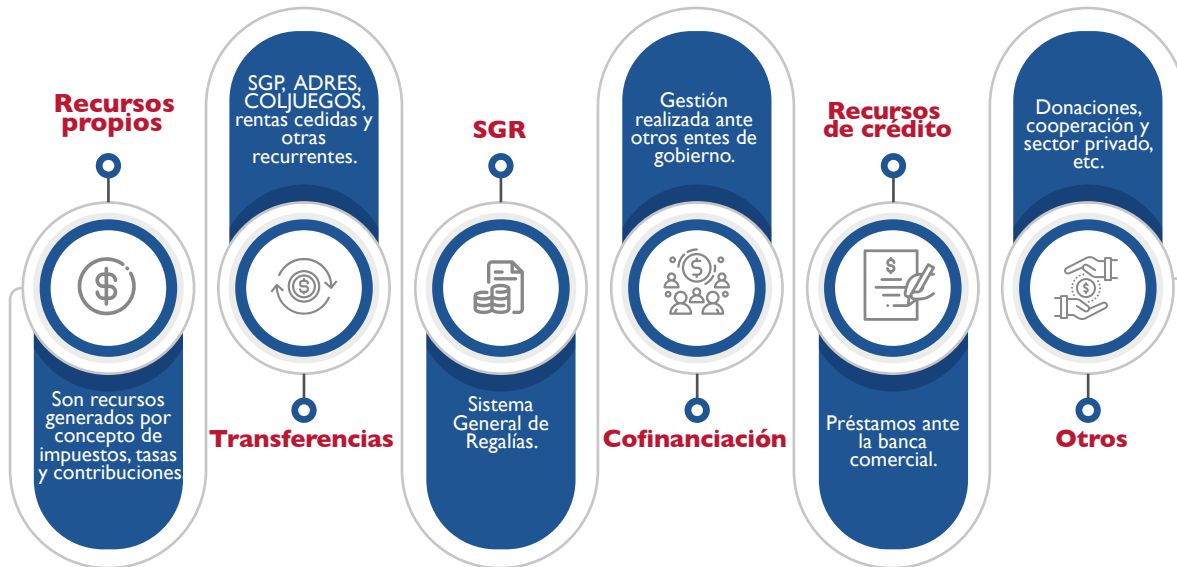 Recursos
propios
Son recursos
generados por
concepto de
impuestos, tasas
y contribuciones
SGP, ADRES,
COLJUEGOS,
rentas cedidas y
otras
recurrentes.
Transferencias
SGR
Sistema
General de
Regalías.
Gestión
realizada ante
otros entes de
gobierno.
Cofinanciación
Recursos
de crédito
Préstamos ante
la banca
comercial.
Donaciones,
cooperación y
sector privado,
etc.
Otros